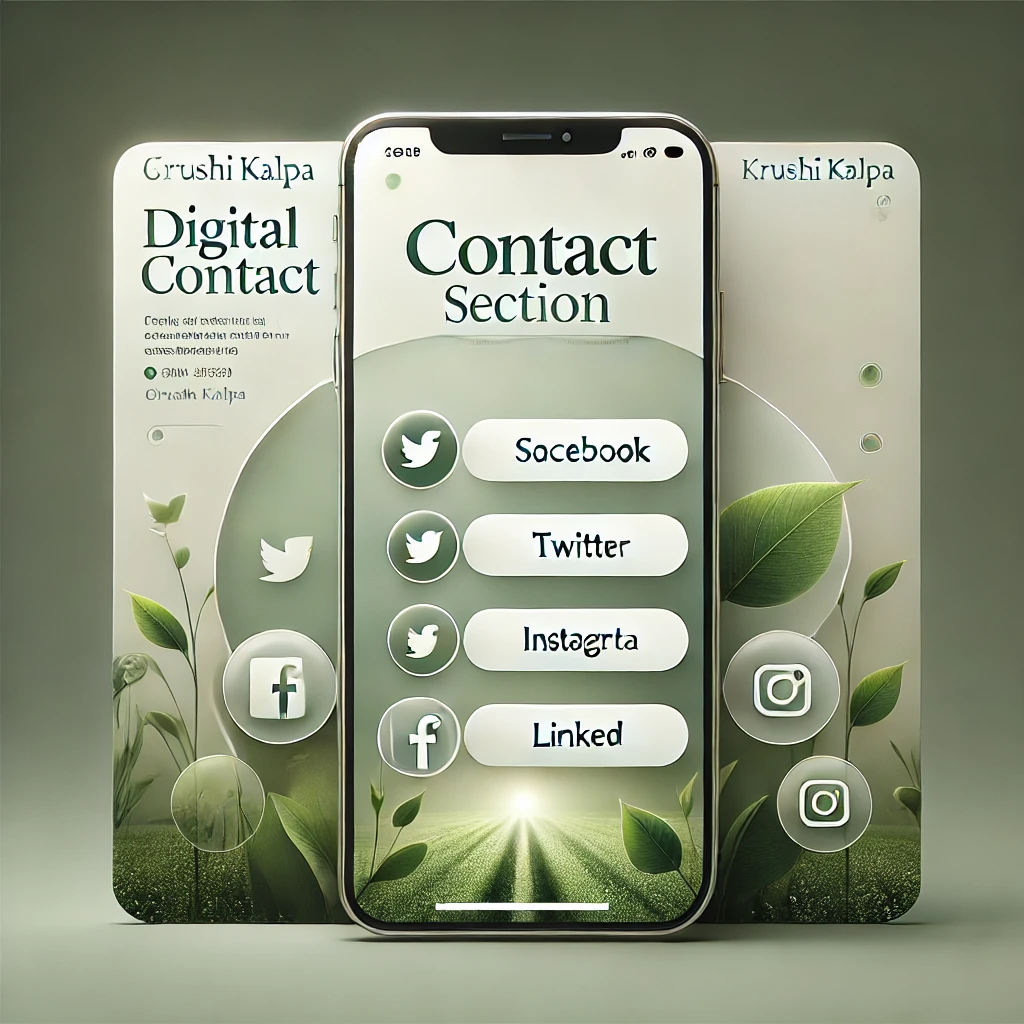 Crushi Kalpa
Digital
Contact
Contact
Section
Socebook
Twitter
Instagrta
Linked
Krushi Kalpa